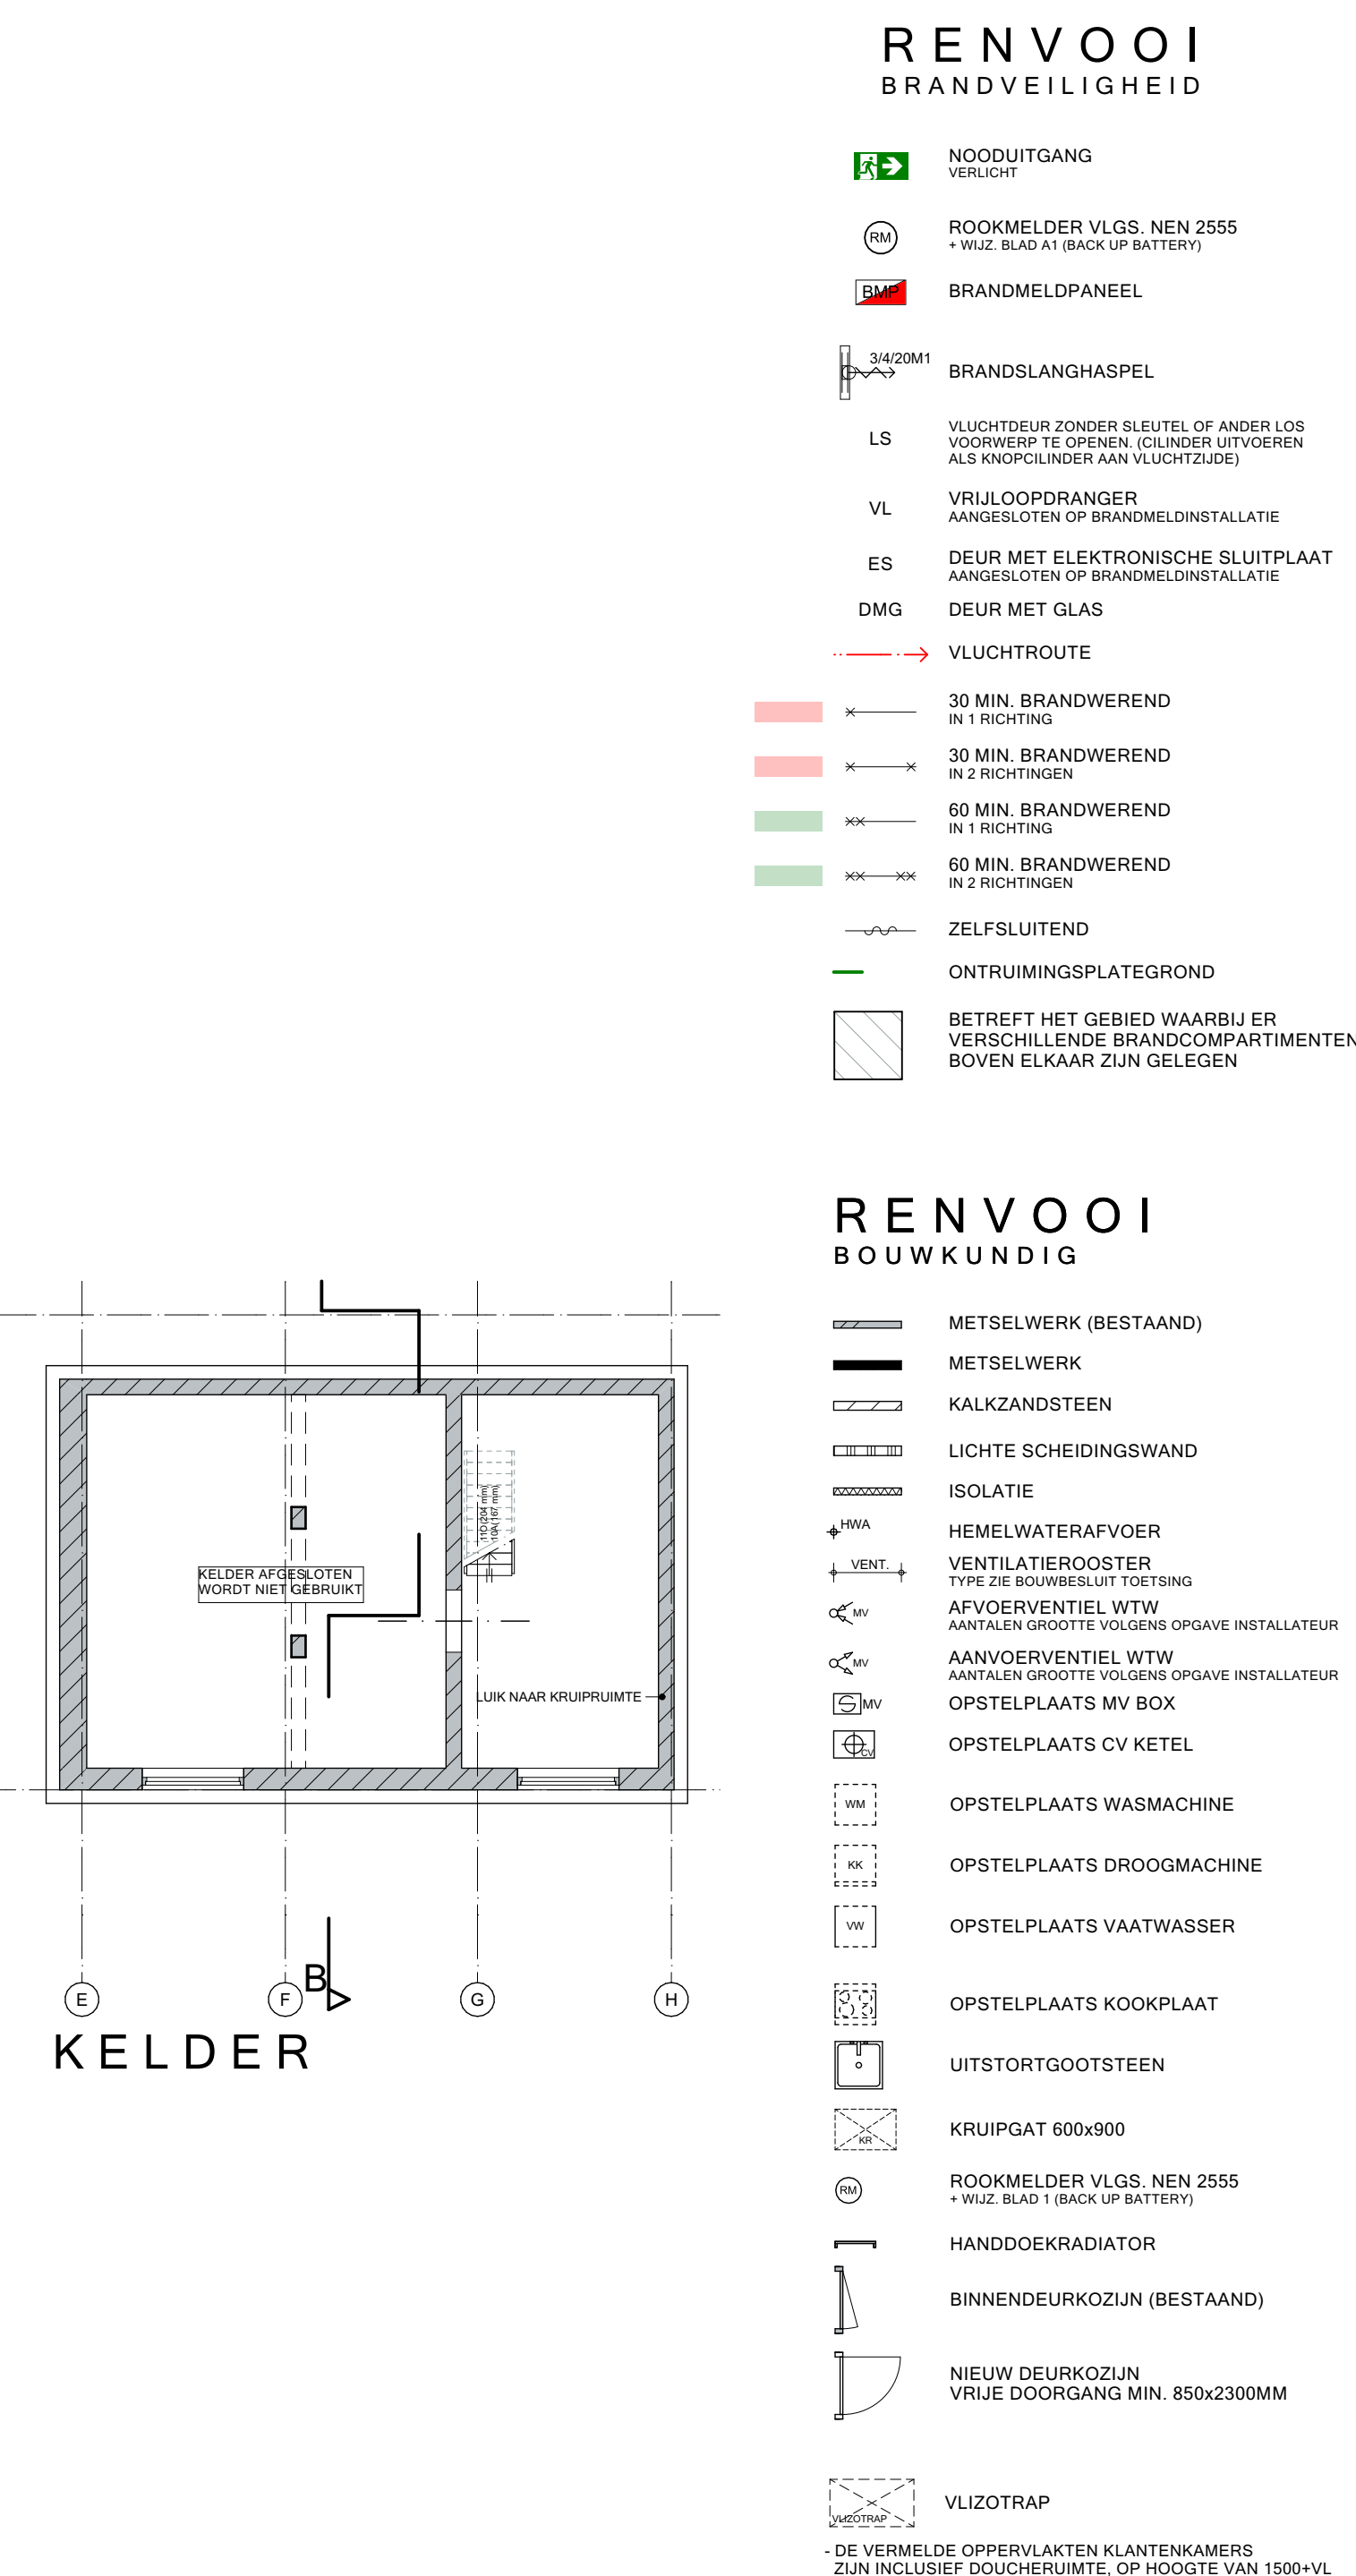 RENVOOI
BRANDVEILIGHEID
NOODUITGANG
VERLICHT
RM
ROOKMELDER VLGS. NEN 2555
+ WIJZ. BLAD A1 (BACK UP BATTERY)
BMP
BRANDMELDPANEEL
3/4/20M1
BRANDSLANGHASPEL
LS
VLUCHTDEUR ZONDER SLEUTEL OF ANDER LOS
VOORWERP TE OPENEN. (CILINDER UITVOEREN
ALS KNOPCILINDER AAN VLUCHTZIJDE)
VL
VRIJLOOPDRANGER
AANGESLOTEN OP BRANDMELDINSTALLATIE
ES
DEUR MET ELEKTRONISCHE SLUITPLAAT
AANGESLOTEN OP BRANDMELDINSTALLATIE
DMG
DEUR MET GLAS
VLUCHTROUTE
30 MIN. BRANDWEREND
IN 1 RICHTING
30 MIN. BRANDWEREND
IN 2 RICHTINGEN
60 MIN. BRANDWEREND
IN 1 RICHTING
60 MIN. BRANDWEREND
IN 2 RICHTINGEN
ZELFSLUITEND
ONTRUIMINGSPLATEGROND
BETREFT HET GEBIED WAARBIJ ER
VERSCHILLENDE BRANDCOMPARTIMENTEN
BOVEN ELKAAR ZIJN GELEGEN
RENVOOI
BOUWKUNDIG
METSELWERK (BESTAAND)
METSELWERK
KALKZANDSTEEN
LICHTE SCHEIDINGSWAND
ISOLATIE
HWA
HEMELWATERAFVOER
VENT.
VENTILATIEROOSTER
TYPE ZIE BOUWBESLUIT TOETSING
MV
AFVOERVENTIEL WTW
AANTALEN GROOTTE VOLGENS OPGAVE INSTALLATEUR
MV
AANVOERVENTIEL WTW
AANTALEN GROOTTE VOLGENS OPGAVE INSTALLATEUR
MV
OPSTELPLAATS MV BOX
CV
OPSTELPLAATS CV KETEL
WM
OPSTELPLAATS WASMACHINE
KK
OPSTELPLAATS DROOGMACHINE
VW
OPSTELPLAATS VAATWASSER
OPSTELPLAATS KOOKPLAAT
UITSTORTGOOTSTEEN
KR
KRUIPGAT 600x900
RM
ROOKMELDER VLGS. NEN 2555
+ WIJZ. BLAD 1 (BACK UP BATTERY)
HANDDOEKRADIATOR
BINNENDEURKOZIJN (BESTAAND)
NIEUW DEURKOZIJN
VRIJE DOORGANG MIN. 850x2300MM
VLIZOTRAP
VLIZOTRAP
- DE VERMELDE OPPERVLAKTEN KLANTENKAMERS
ZIJN INCLUSIEF DOUCHERUIMTE, OP HOOGTE VAN 1500+VL
11O(204 mm)
10A(167 mm)
KELDER AFGESLOTEN
WORDT NIET GEBRUIKT
LUIK NAAR KRUIPRUIMTE
B
E
F
G
H
KELDER